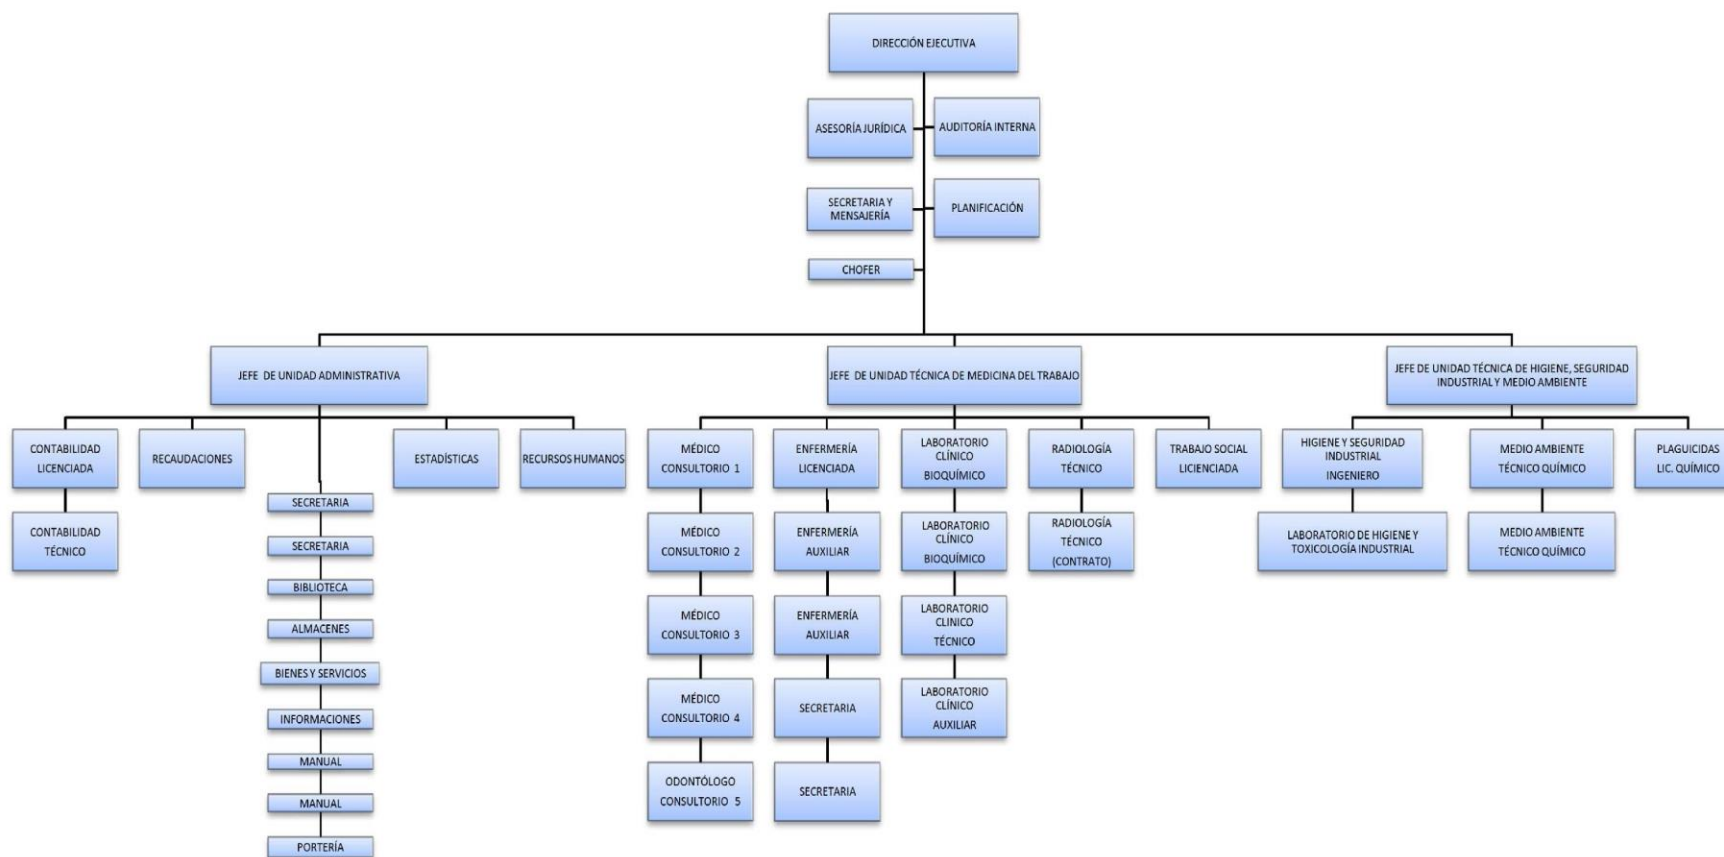 DIRECCIÓN EJECUTIVA
ASESORÍA JURÍDICA
AUDITORÍA INTERNA
SECRETARIA Y
MENSAJERÍA
PLANIFICACIÓN
CHOFER
JEFE DE UNIDAD ADMINISTRATIVA
JEFE DE UNIDAD TÉCNICA DE MEDICINA DEL TRABAJO
JEFE DE UNIDAD TÉCNICA DE HIGIENE, SEGURIDAD
INDUSTRIAL Y MEDIO AMBIENTE
CONTABILIDAD
LICENCIADA
CONTABILIDAD
TÉCNICO
RECAUDACIONES
SECRETARIA
SECRETARIA
BIBLIOTECA
ALMACENES
BIENES Y SERVICIOS
INFORMACIONES
MANUAL
MANUAL
PORTERÍA
ESTADÍSTICAS
RECURSOS HUMANOS
MÉDICO
CONSULTORIO 1
MÉDICO
CONSULTORIO 2
MÉDICO
CONSULTORIO 3
MÉDICO
CONSULTORIO 4
ODONTÓLOGO
CONSULTORIO 5
ENFERMERÍA
LICENCIADA
ENFERMERÍA
AUXILIAR
ENFERMERÍA
AUXILIAR
SECRETARIA
SECRETARIA
LABORATORIO
CLÍNICO
BIOQUÍMICO
LABORATORIO
CLÍNICO
BIOQUÍMICO
LABORATORIO
CLINICO
TÉCNICO
LABORATORIO
CLÍNICO
AUXILIAR
RADIOLOGÍA
TÉCNICO
RADIOLOGÍA
TÉCNICO
(CONTRATO)
TRABAJO SOCIAL
LICIENCIADA
HIGIENE Y SEGURIDAD
INDUSTRIAL
INGENIERO
LABORATORIO DE HIGIENE Y
TOXICOLOGÍA INDUSTRIAL
MEDIO AMBIENTE
TÉCNICO QUÍMICO
MEDIO AMBIENTE
TÉCNICO QUÍMICO
PLAGUICIDAS
LIC. QUÍMICO